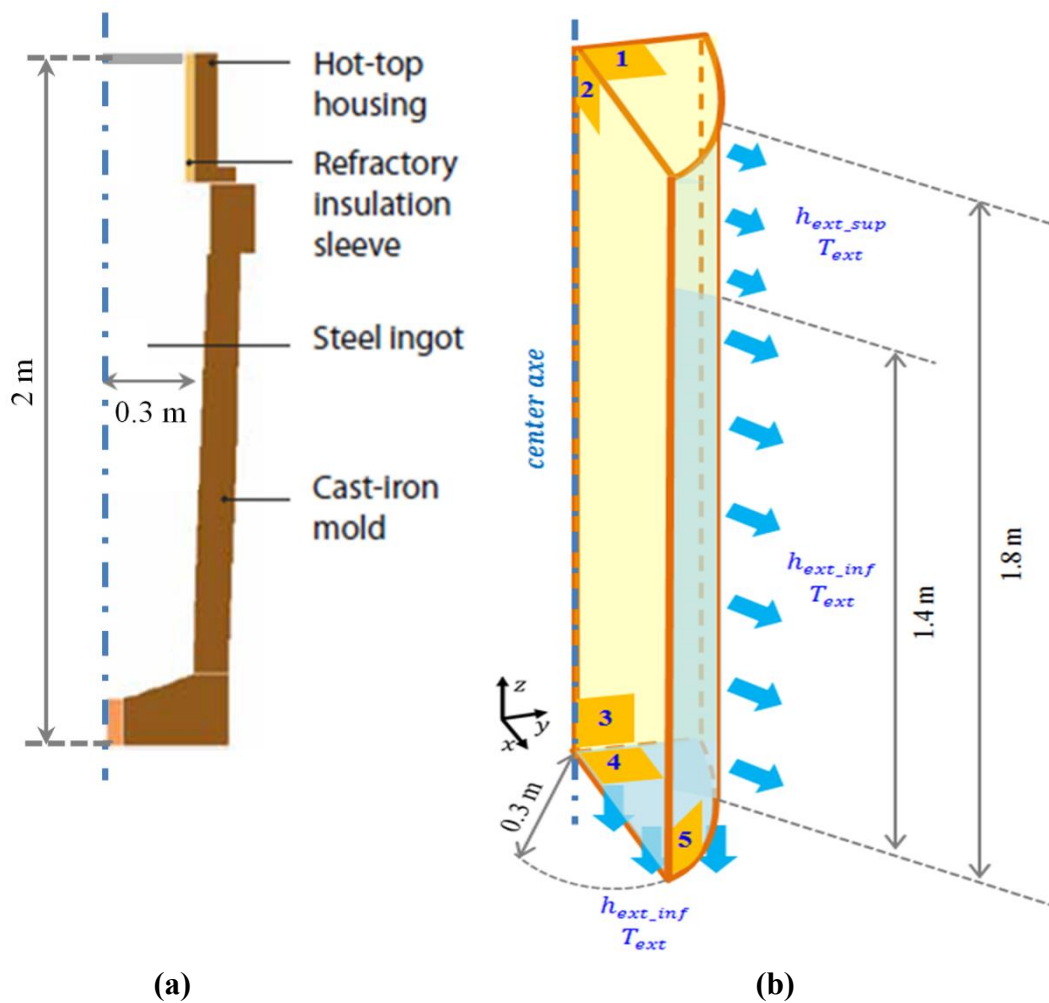 Hot-top
housing
Refractory
insulation
sleeve
Steel ingot
Cast-iron
mold
2 m
0.3 m
(a)
1
2
3
4
5
center axe
z
y
x
0.3 m
h_ext_sup
T_ext
h_ext_inf
T_ext
h_ext_inf
T_ext
1.4 m
1.8 m
(b)